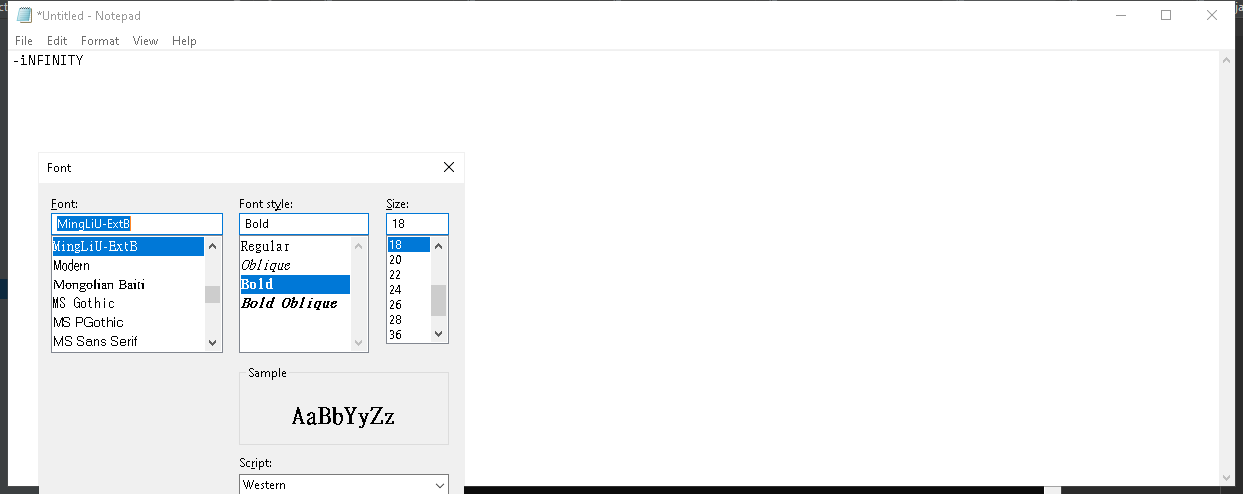 *Untitled - Notepad
File Edit Format View Help
-iNFINITY
Font
Font: Font style: Size:
MingLiU-ExtB Bold 18
MingLiU-ExtB Regular 18
Modern Oblique 20
Mongolian Baiti Bold 22
MS Gothic Bold Oblique 24
MS PGothic 26
MS Sans Serif 28
36
Sample
AaBbYyZz
Script:
Western